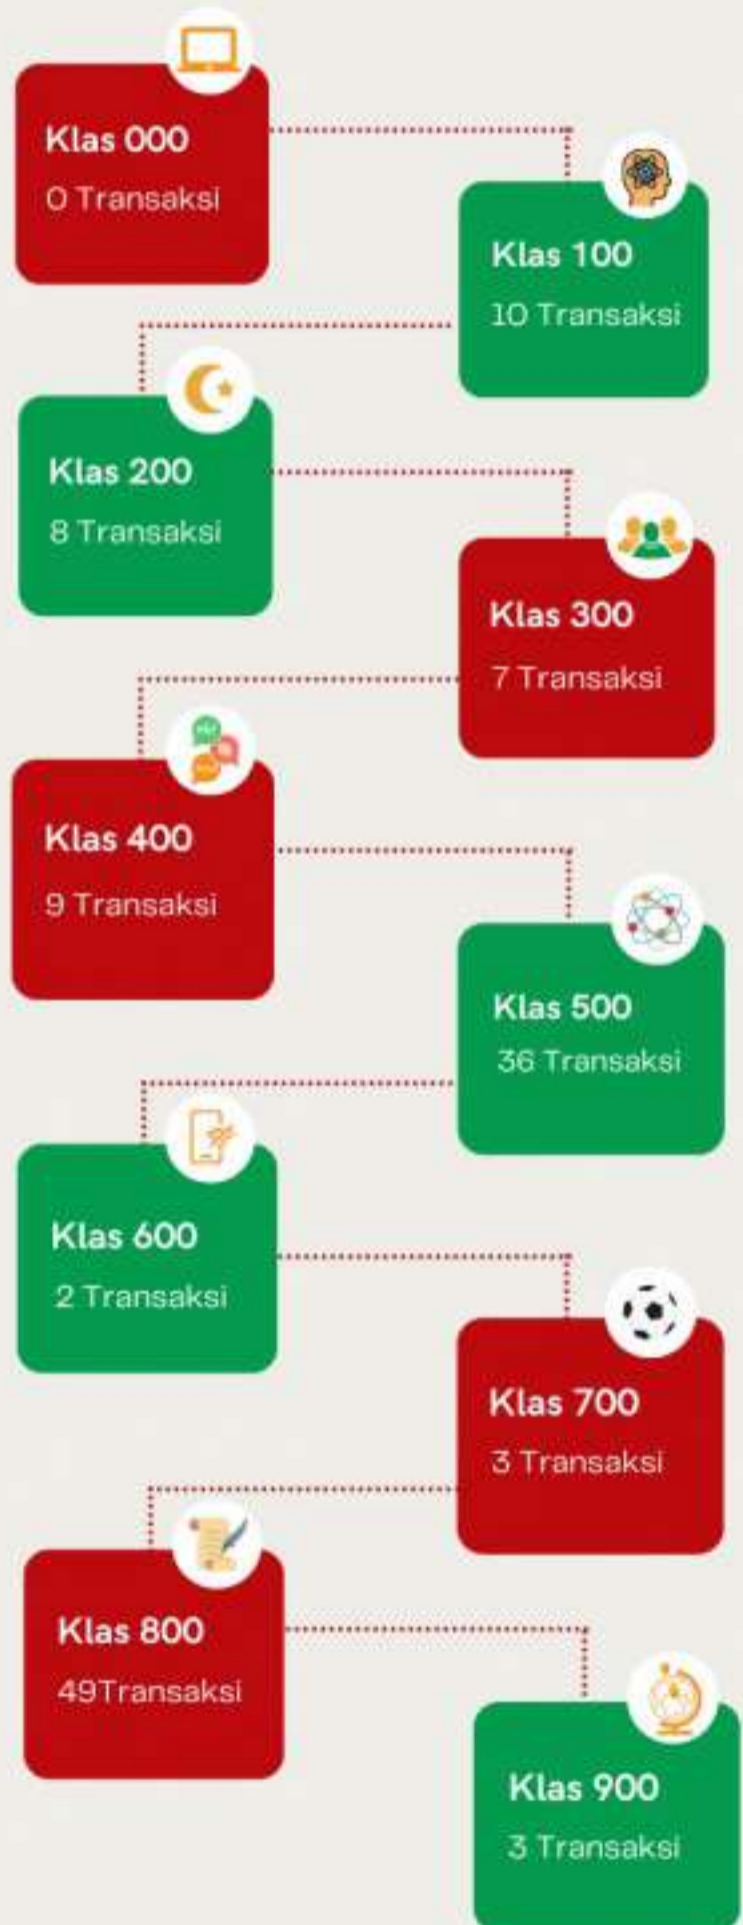 Klas 000
0 Transaksi
Klas 100
10 Transaksi
Klas 200
8 Transaksi
Klas 300
7 Transaksi
Klas 400
9 Transaksi
Klas 500
36 Transaksi
Klas 600
2 Transaksi
Klas 700
3 Transaksi
Klas 800
49Transaksi
Klas 900
3 Transaksi